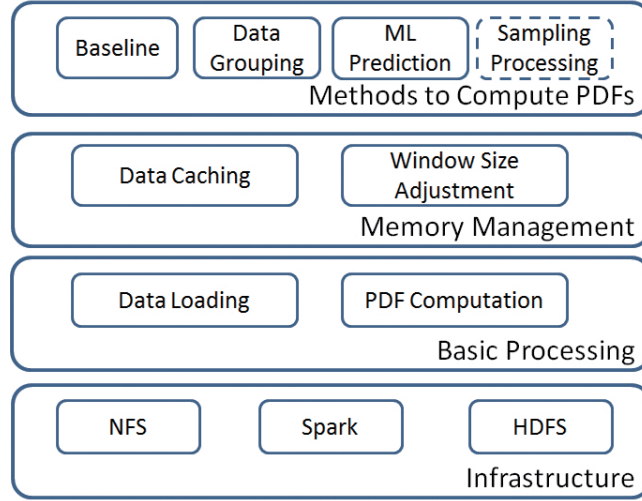 Baseline
Data
Grouping
ML
Prediction
Sampling
Processing
Methods to Compute PDFs
Data Caching
Window Size
Adjustment
Memory Management
Data Loading
PDF Computation
Basic Processing
NFS
Spark
HDFS
Infrastructure